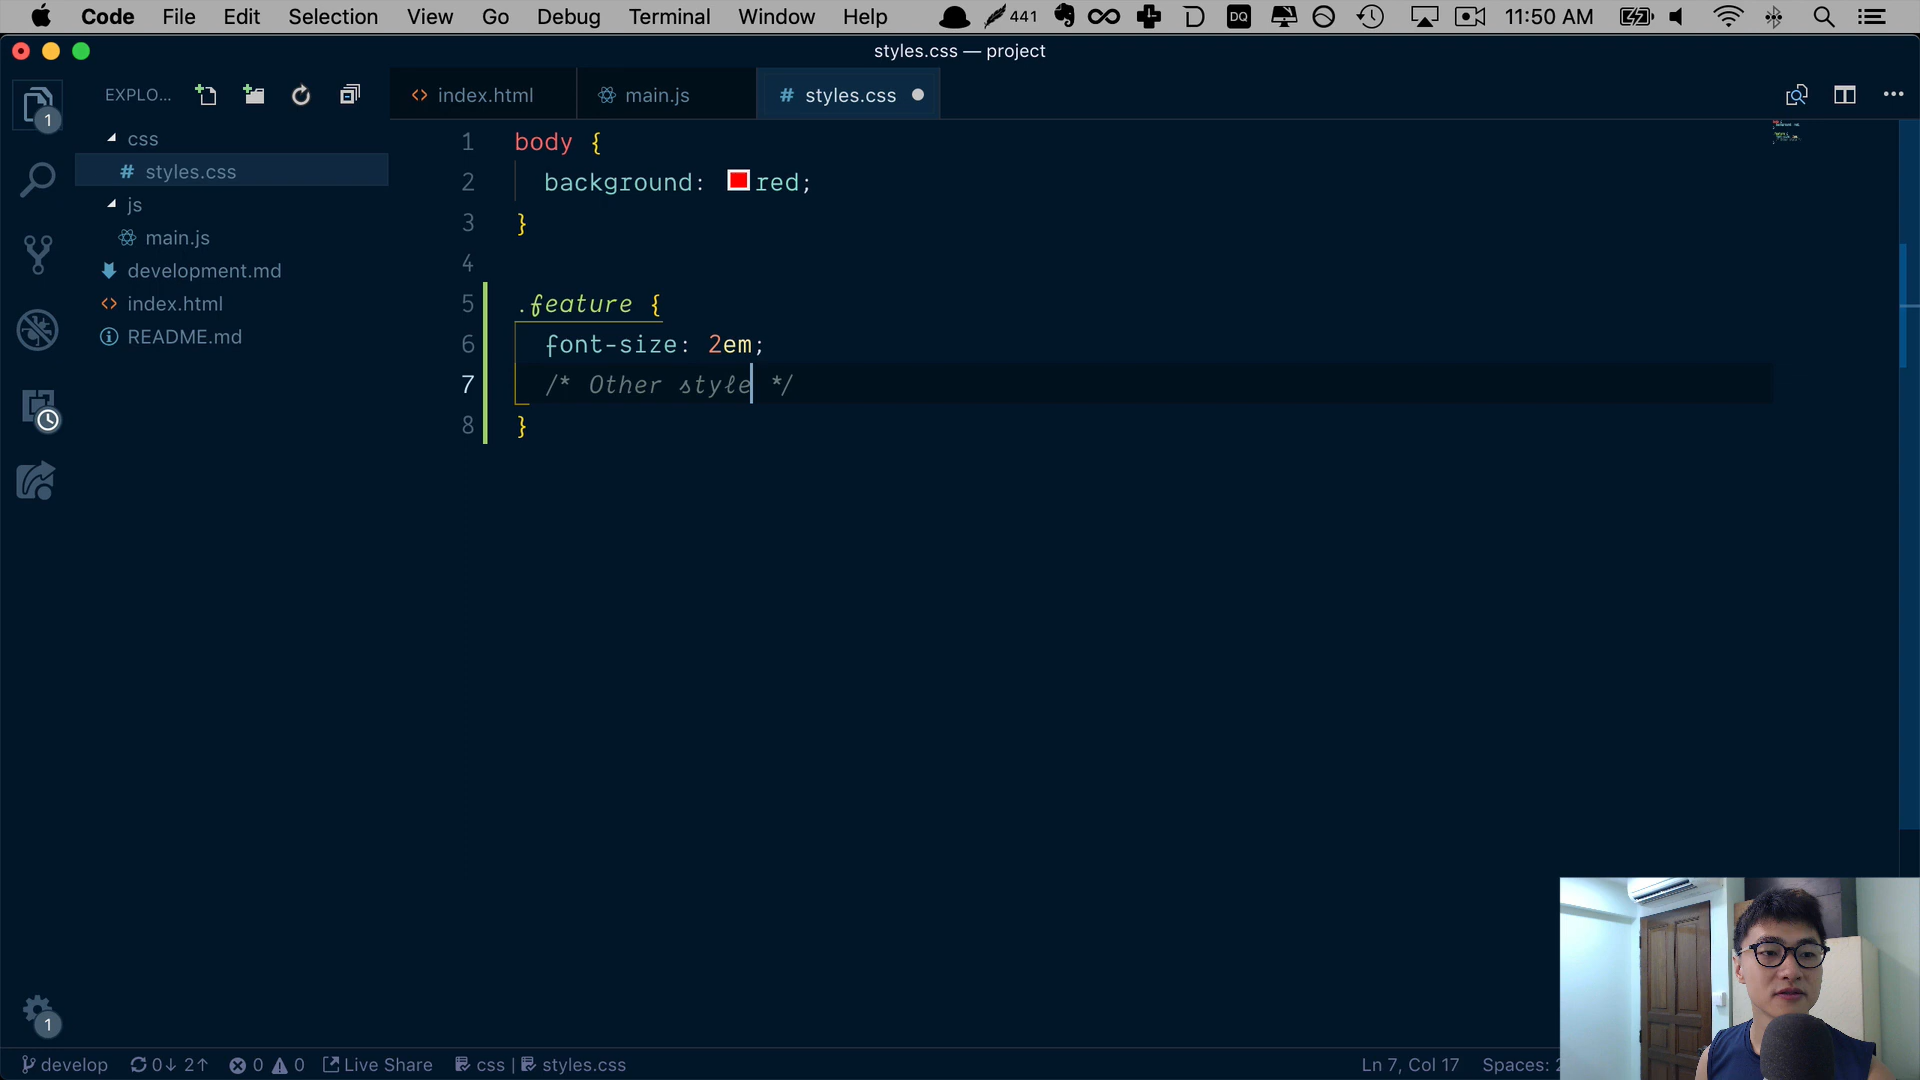 Code File Edit Selection View Go Debug Terminal Window Help 441 DQ 11:50 AM
styles.css — project
EXPLO... index.html main.js # styles.css
1
css
# styles.css
js
main.js
development.md
index.html
README.md
1 body {
2 background: red;
3 }
4
5 .feature {
6 font-size: 2em;
7 /* Other style */
8 }
1
develop 0↓ 2↑ 0 0 Live Share css | styles.css Ln 7, Col 17 Spaces: